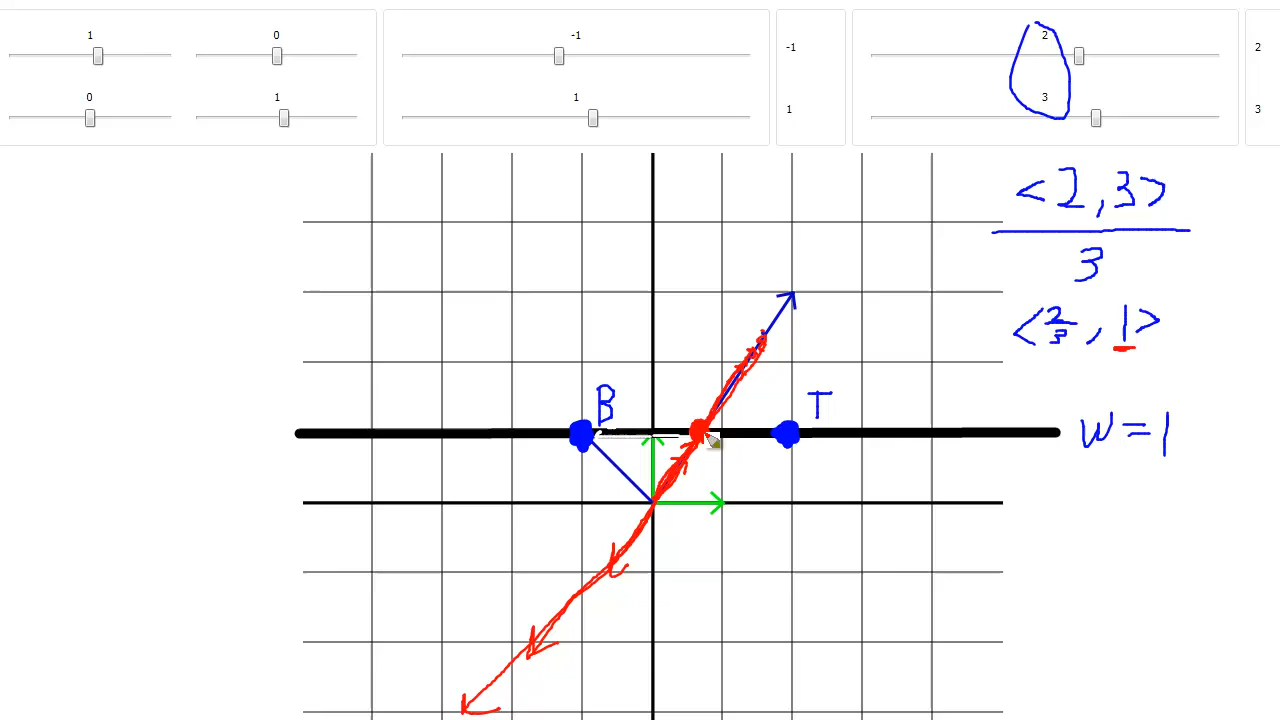 1 0 -1 2
-1 2
0 1 1 3
1 3
<2, 3>
3
<2/3, 1>
B T
w = 1